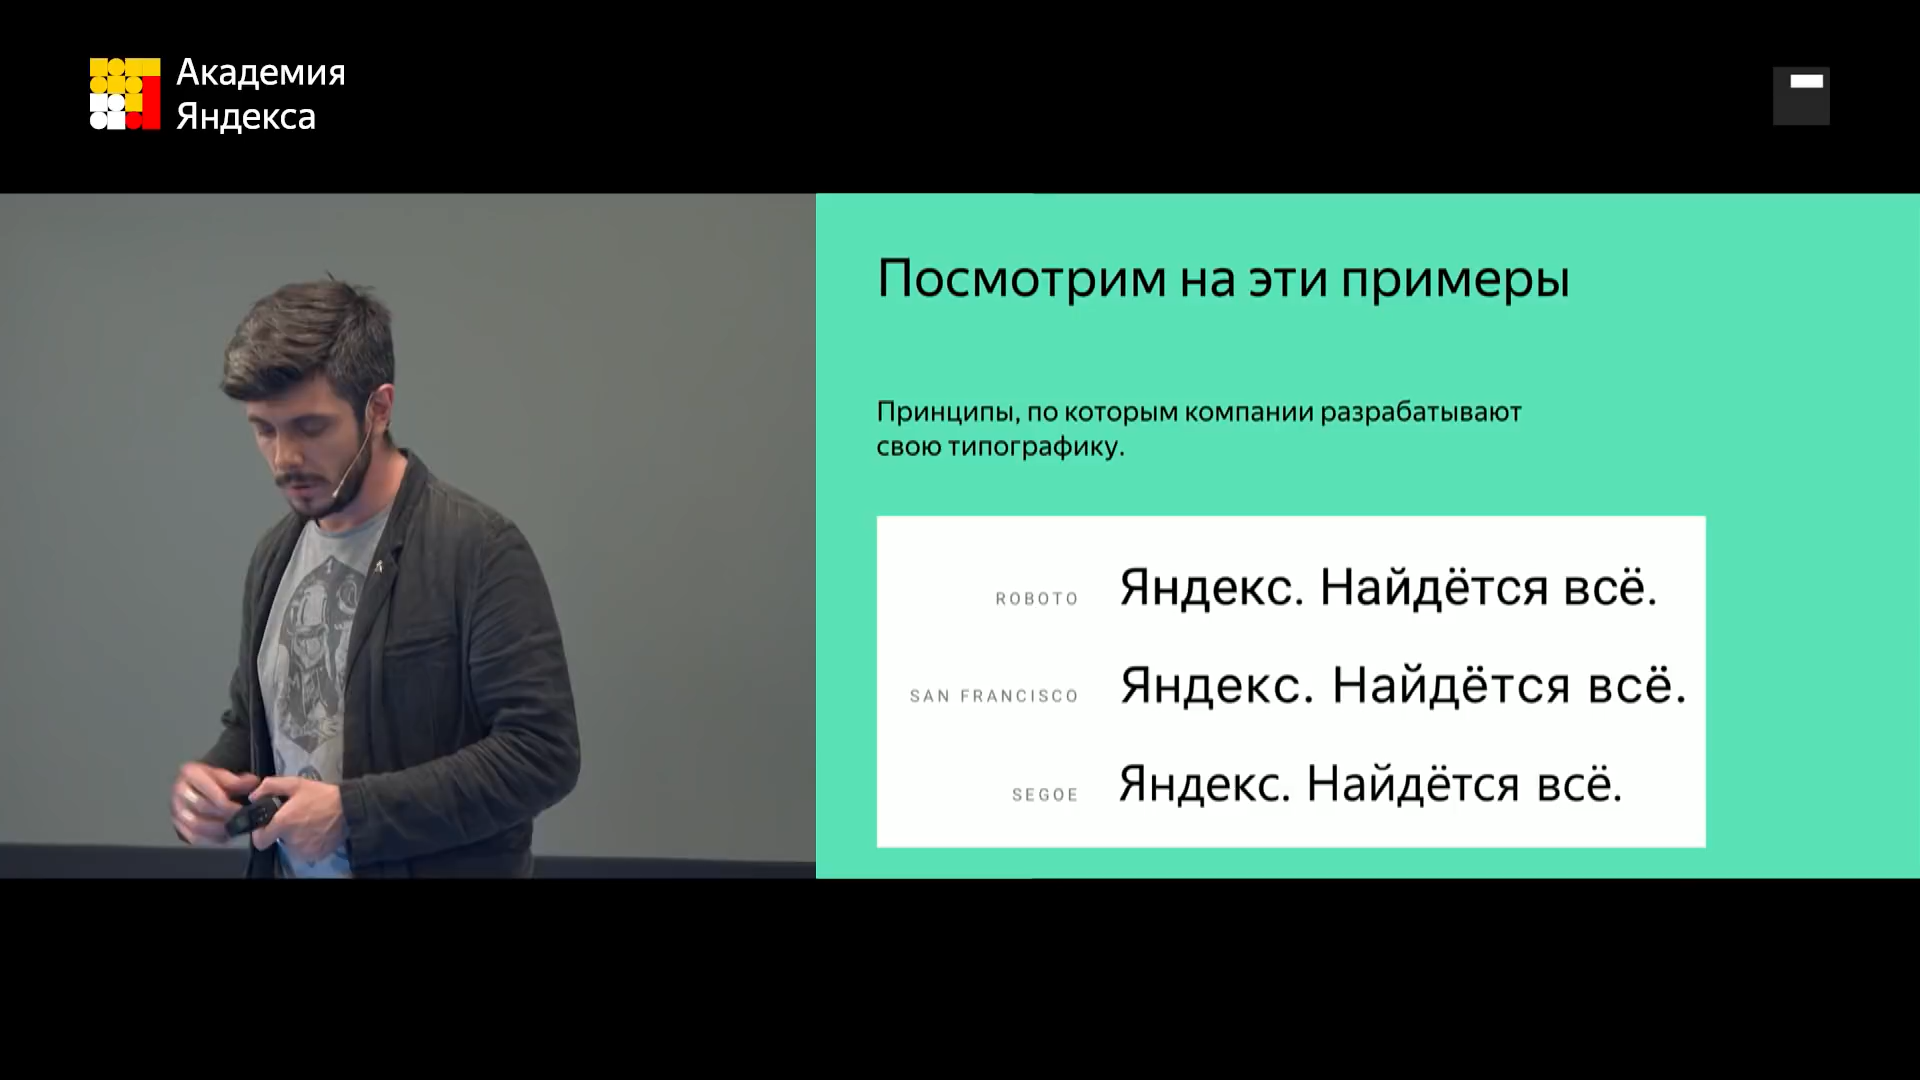 Академия
Яндекса
Посмотрим на эти примеры
Принципы, по которым компании разрабатывают
свою типографику.
ROBOTO Яндекс. Найдётся всё.
SAN FRANCISCO Яндекс. Найдётся всё.
SEGOE Яндекс. Найдётся всё.